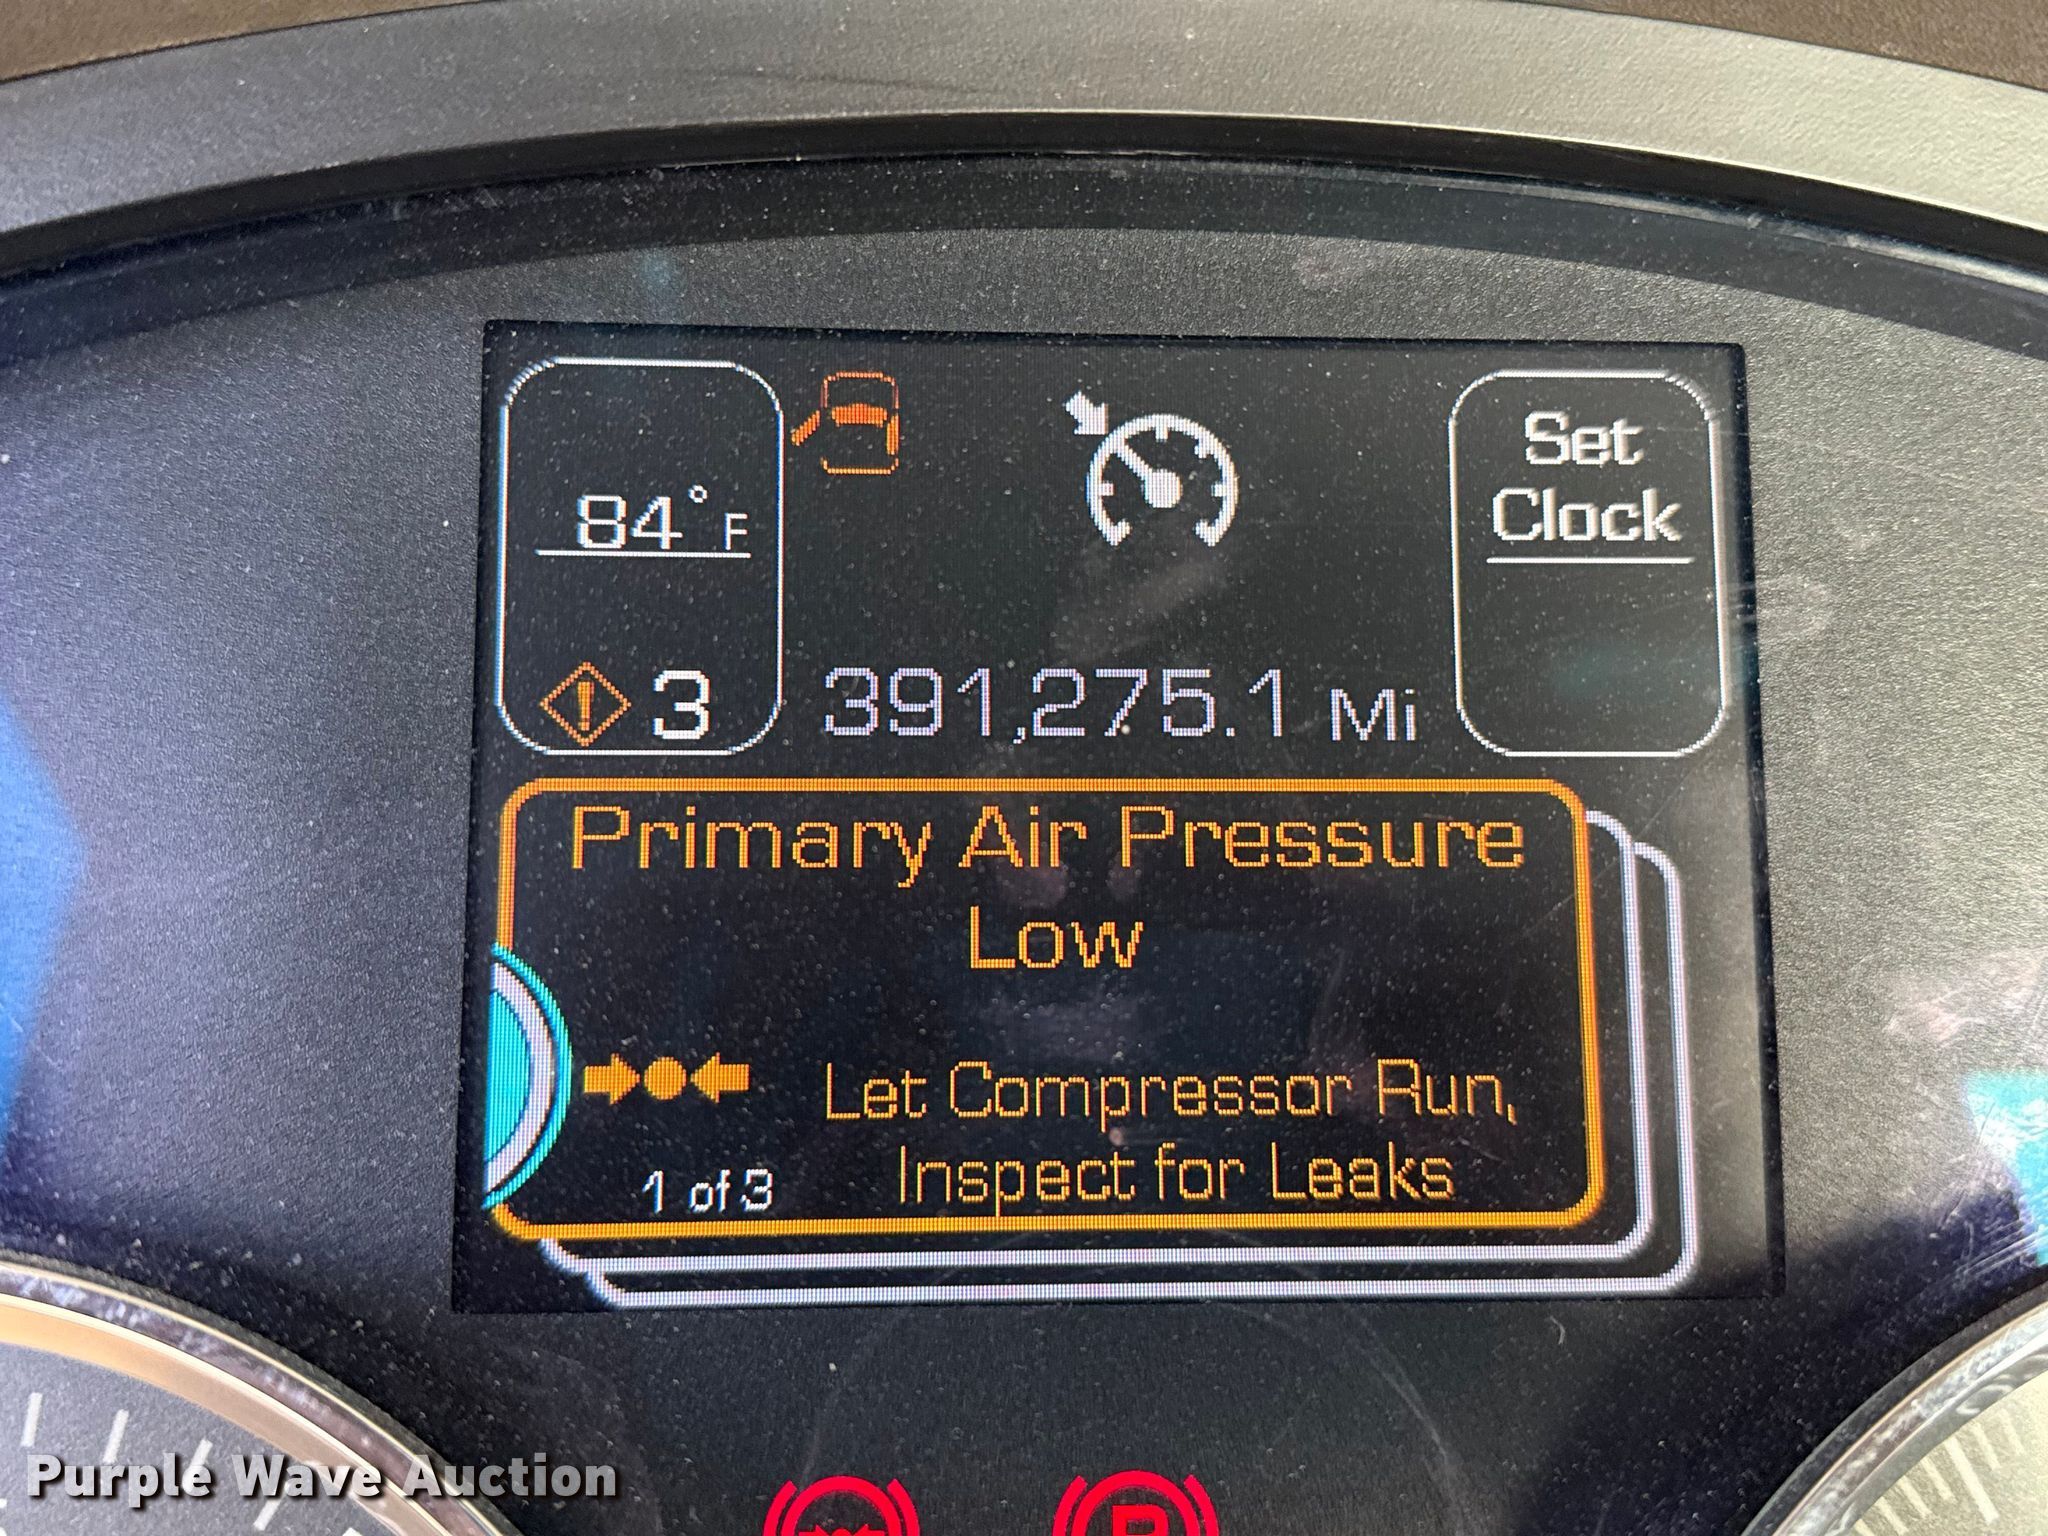 84° F
Set
Clock
3
391,275.1 Mi
Primary Air Pressure
Low
Let Compressor Run,
Inspect for Leaks
1 of 3
P
Purple Wave Auction